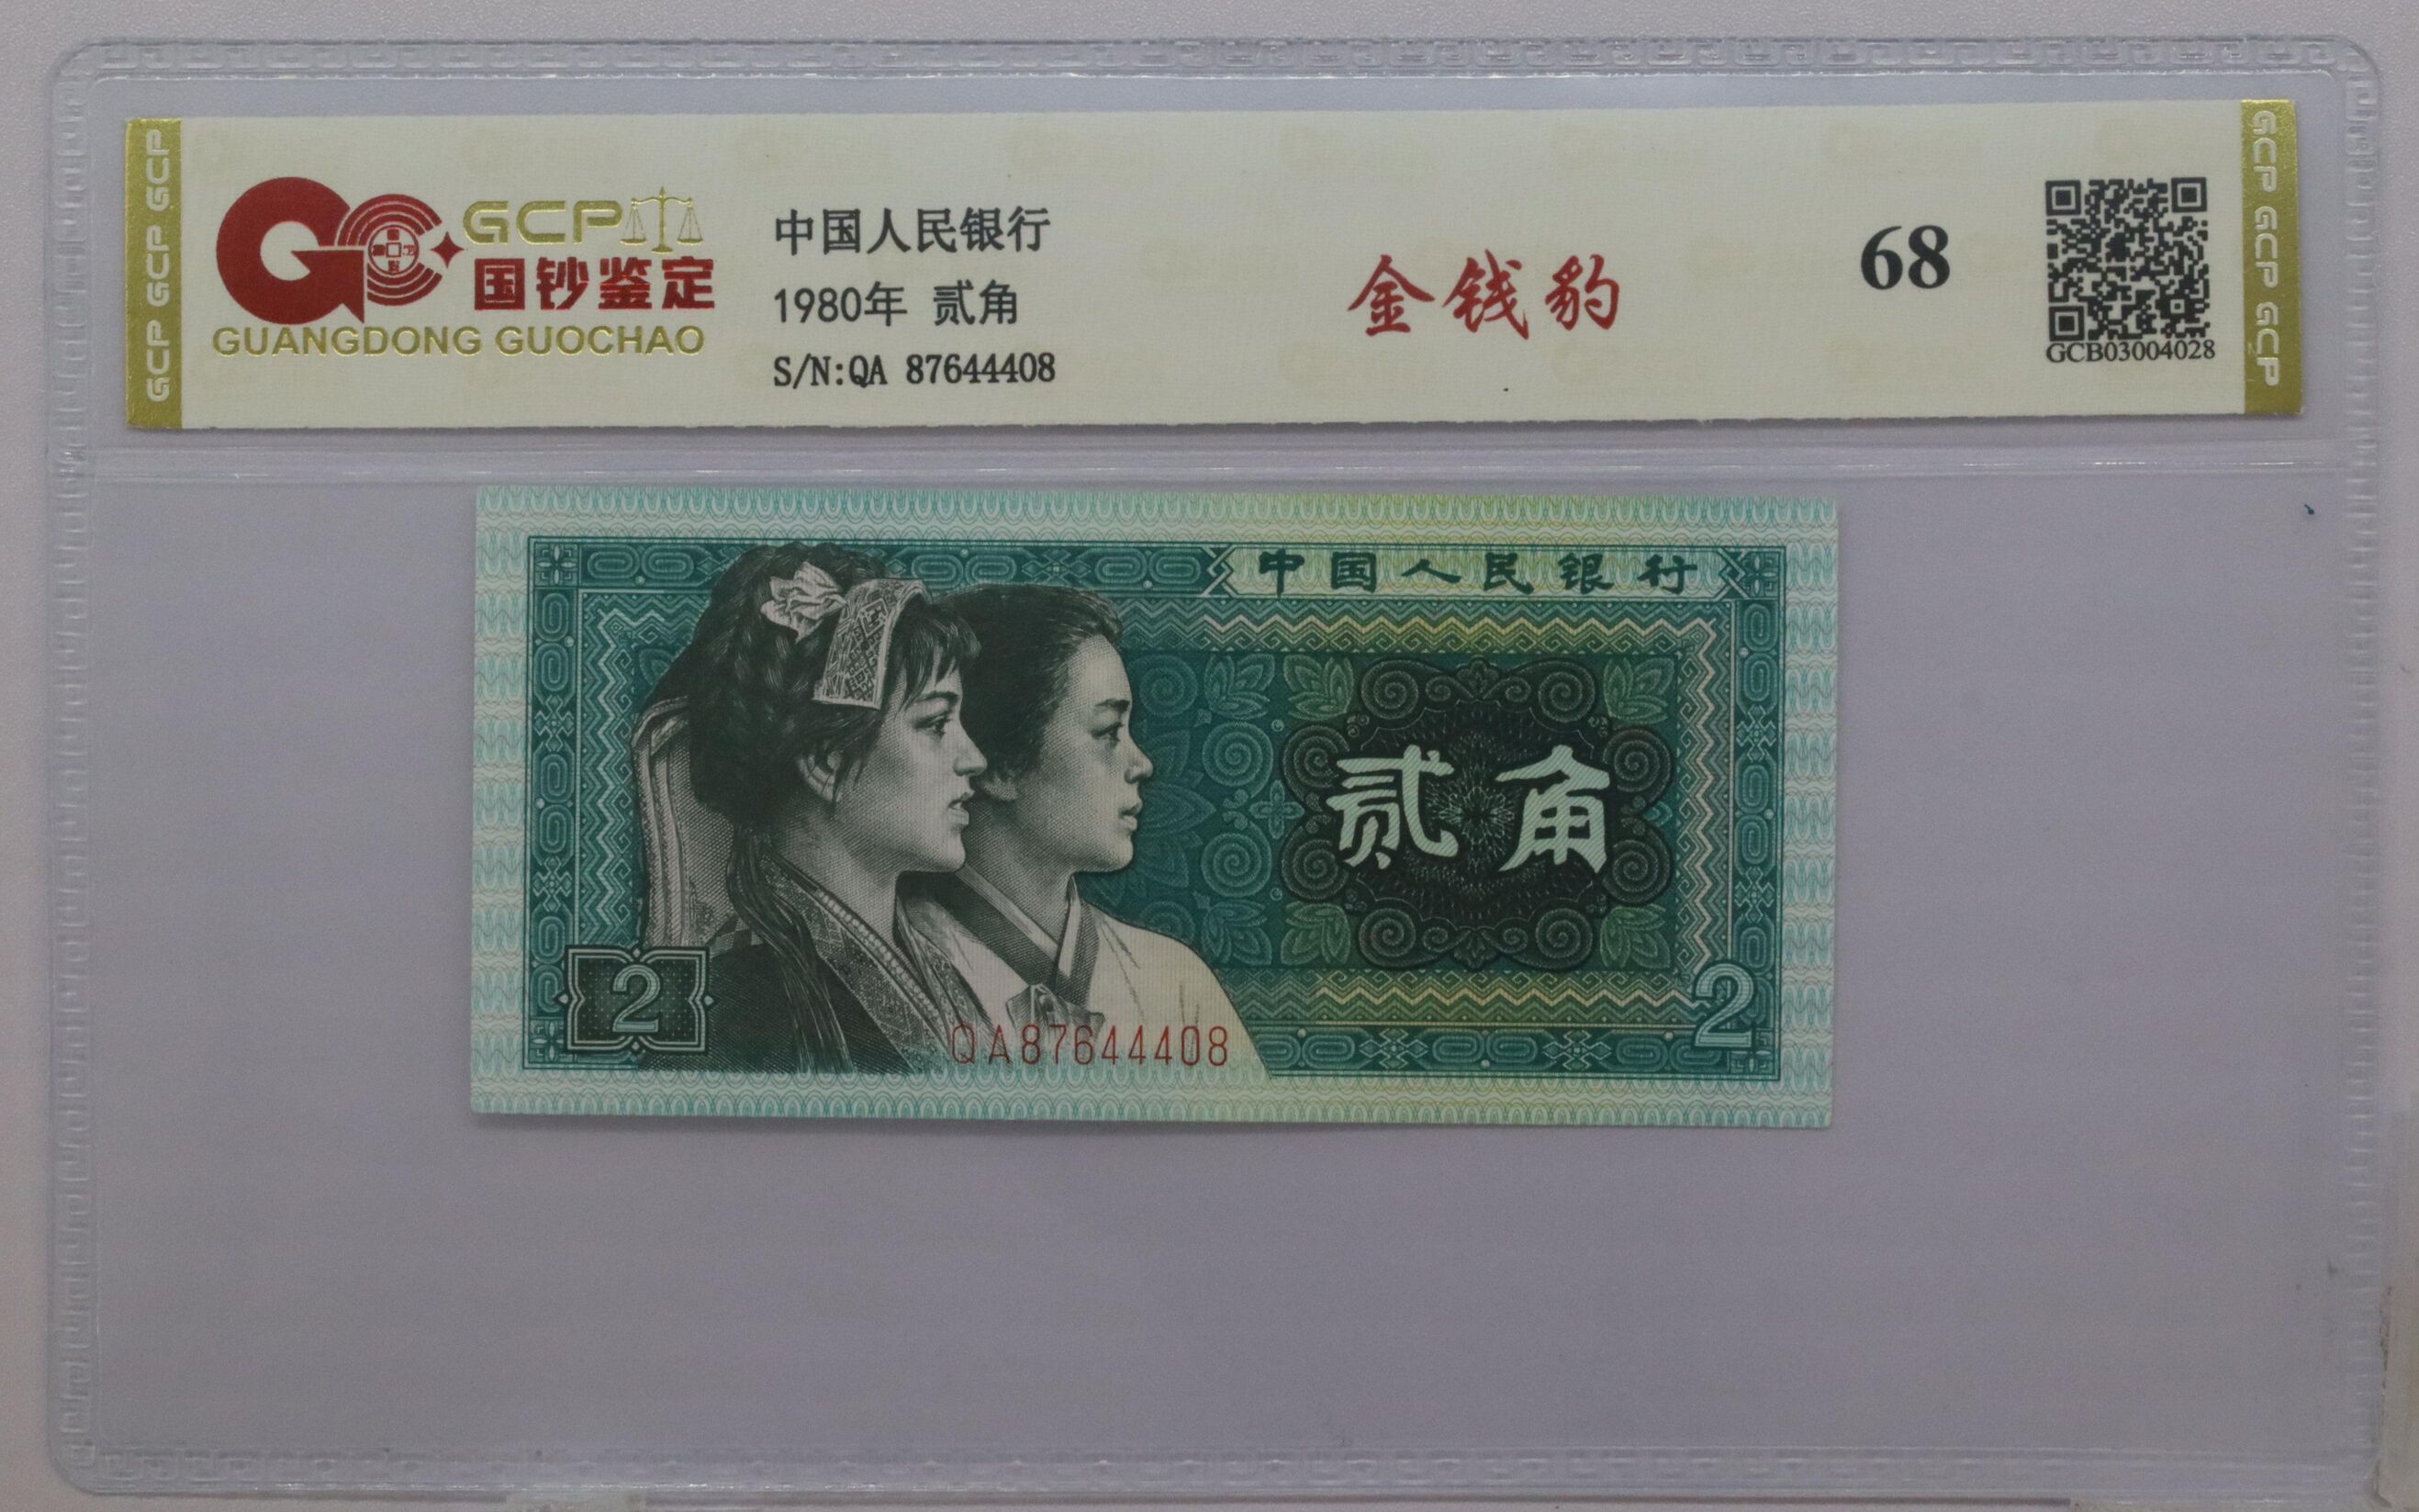 GCP GCP GCP
GCP
国钞鉴定
GUANGDONG GUOCHAO
中国人民银行
1980年 贰角
S/N:QA 87644408
金钱豹
68
GCB03004028
GCP GCP GCP
中国人民银行
贰角
2
2
QA87644408